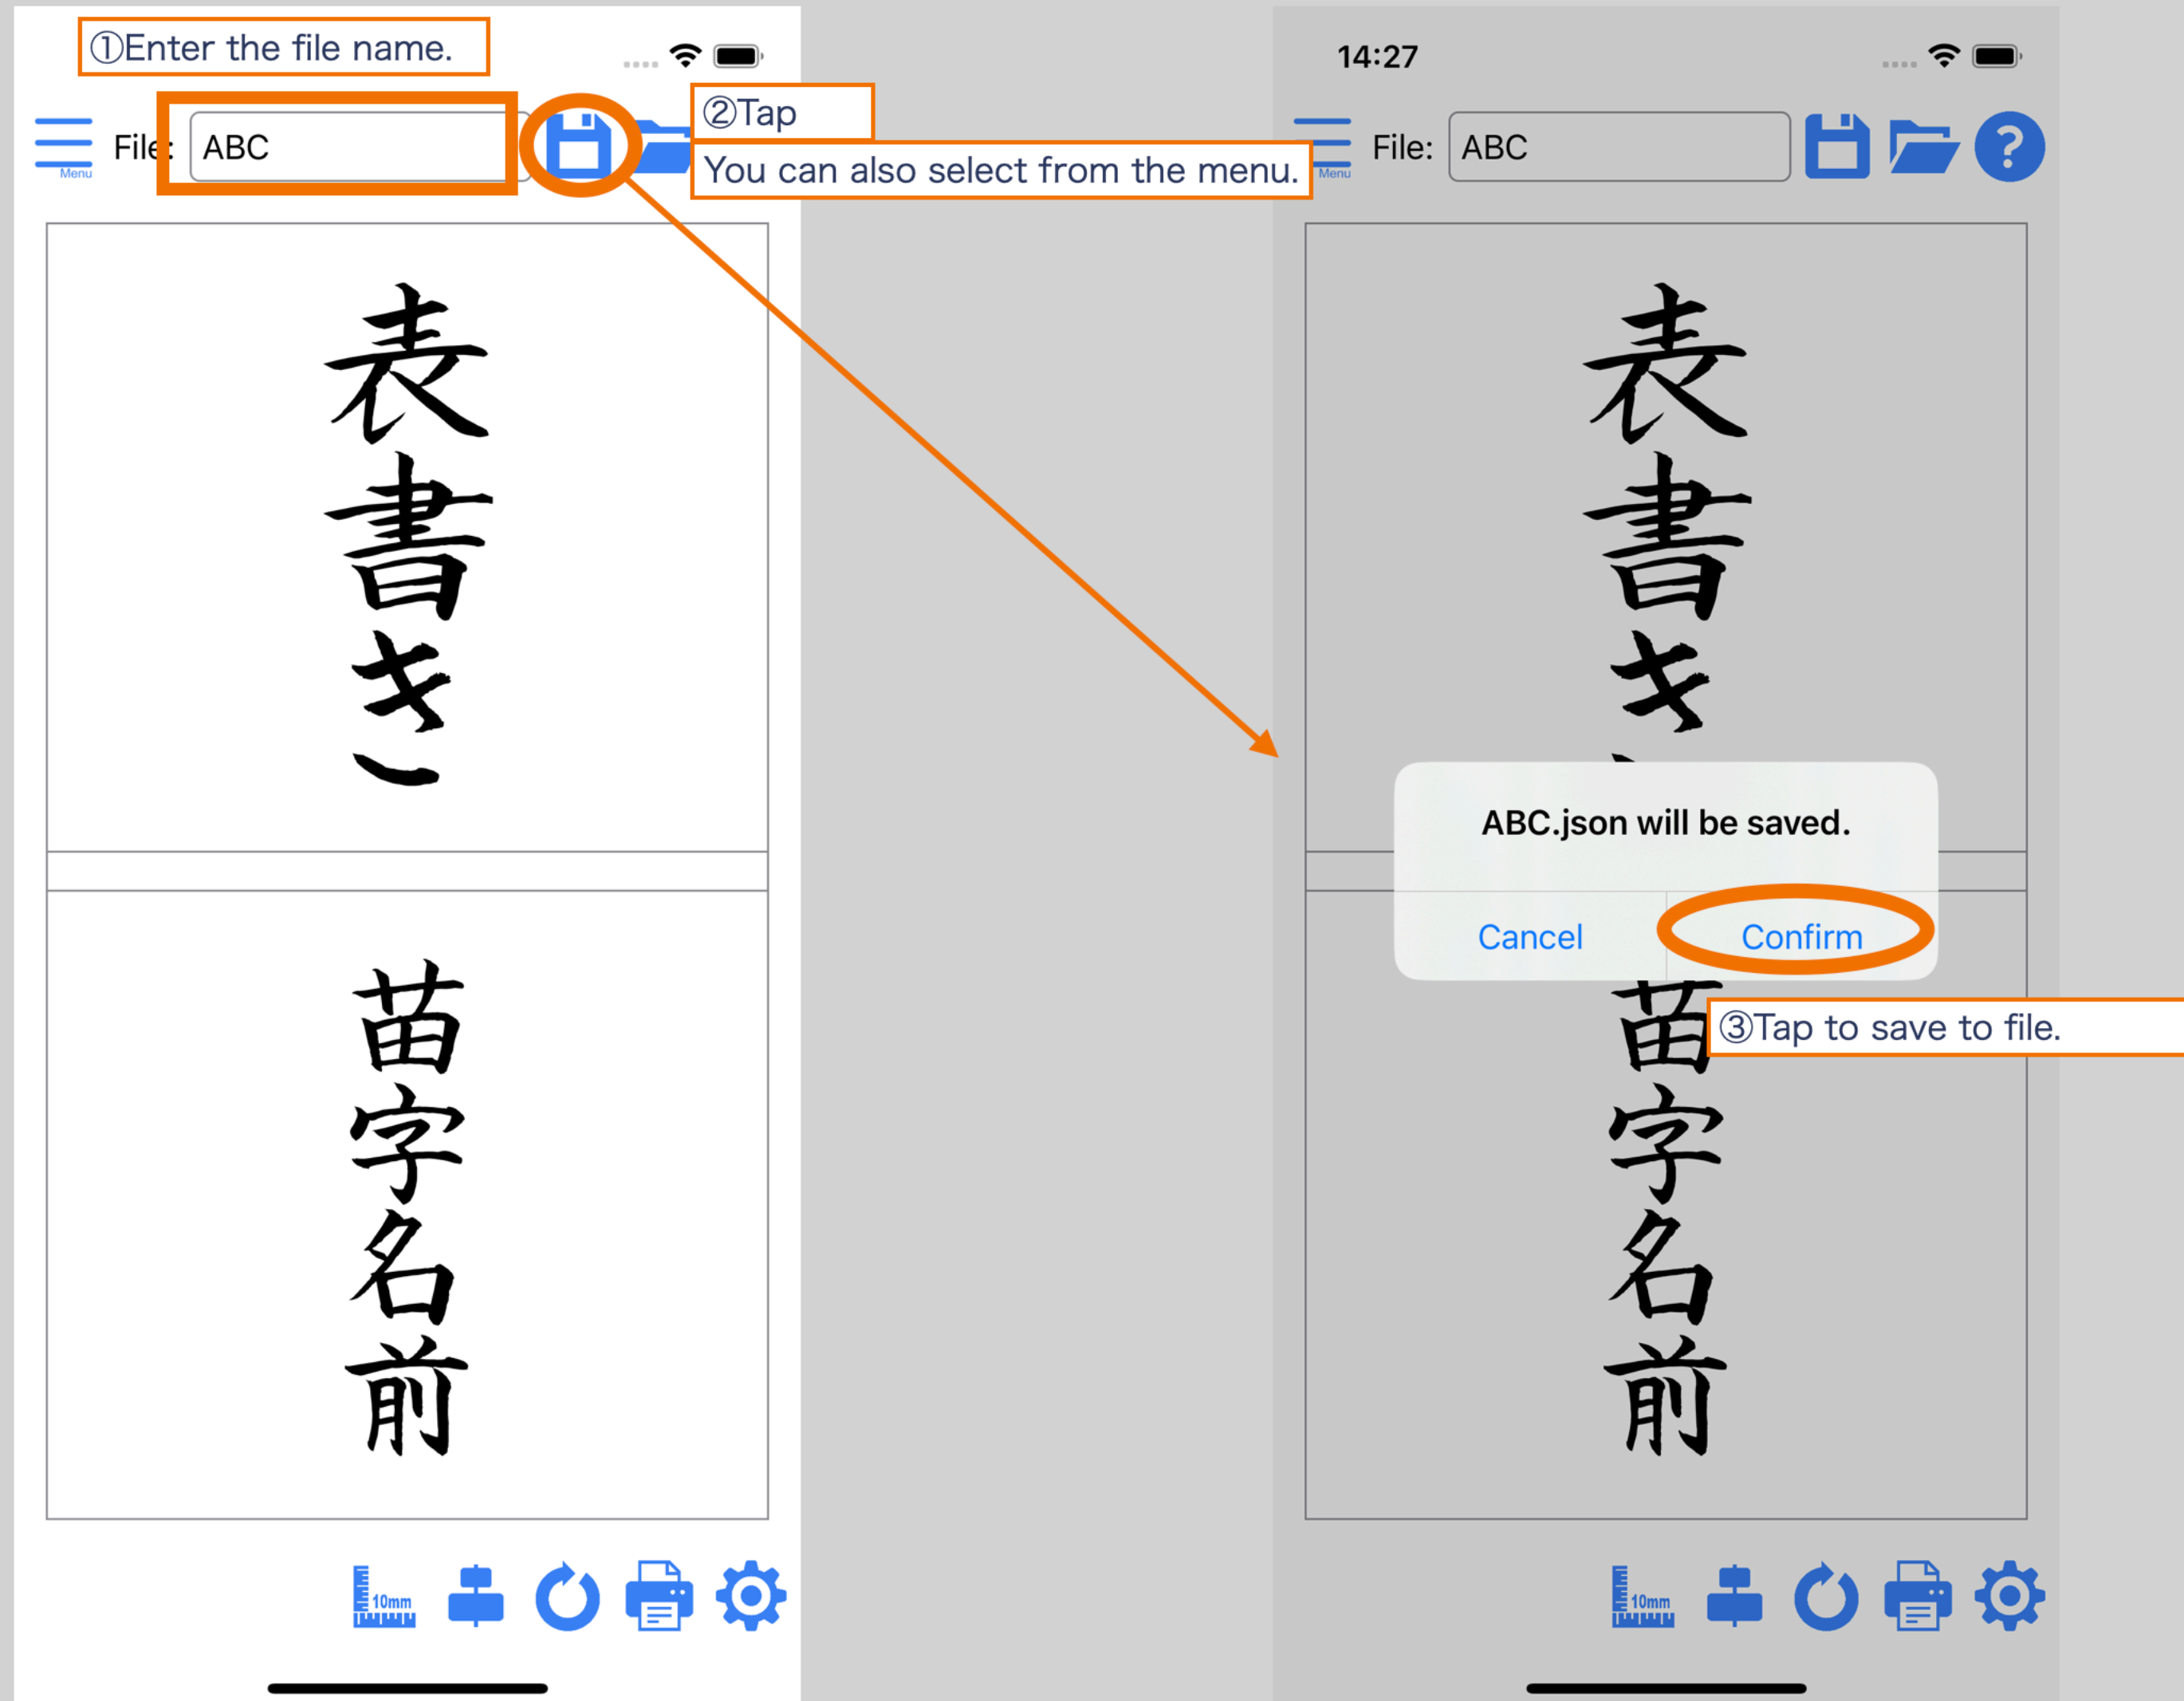 ①Enter the file name.
②Tap
You can also select from the menu.
Menu
File:
ABC
表書き
苗字名前
10mm
14:27
Menu
File:
ABC
表書き
ABC.json will be saved.
Cancel
Confirm
③Tap to save to file.
苗字名前
10mm